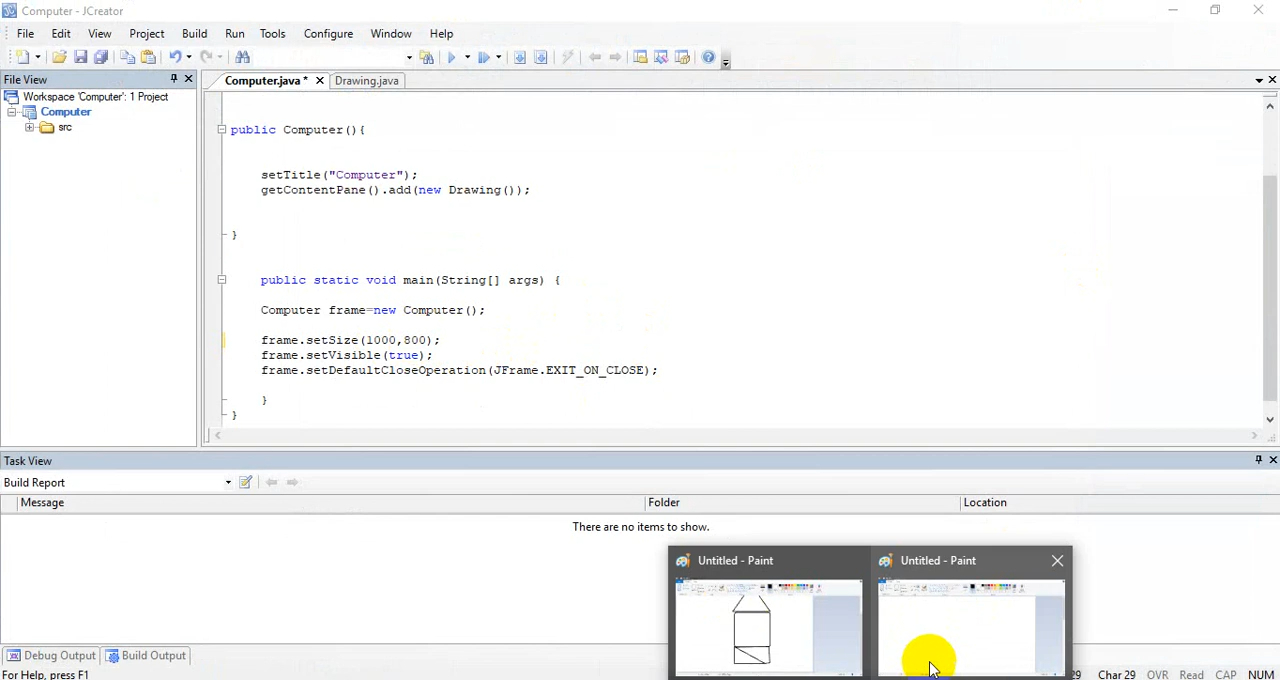 Computer - JCreator
File Edit View Project Build Run Tools Configure Window Help
File View
Computer.java * Drawing.java
Workspace 'Computer': 1 Project
Computer
src
public Computer(){
setTitle("Computer");
getContentPane().add(new Drawing());
}
public static void main(String[] args) {
Computer frame=new Computer();
frame.setSize(1000,800);
frame.setVisible(true);
frame.setDefaultCloseOperation(JFrame.EXIT_ON_CLOSE);
}
}
Task View
Build Report
Message Folder Location
There are no items to show.
Untitled - Paint Untitled - Paint
Debug Output Build Output
For Help, press F1
29 Char 29 OVR Read CAP NUM